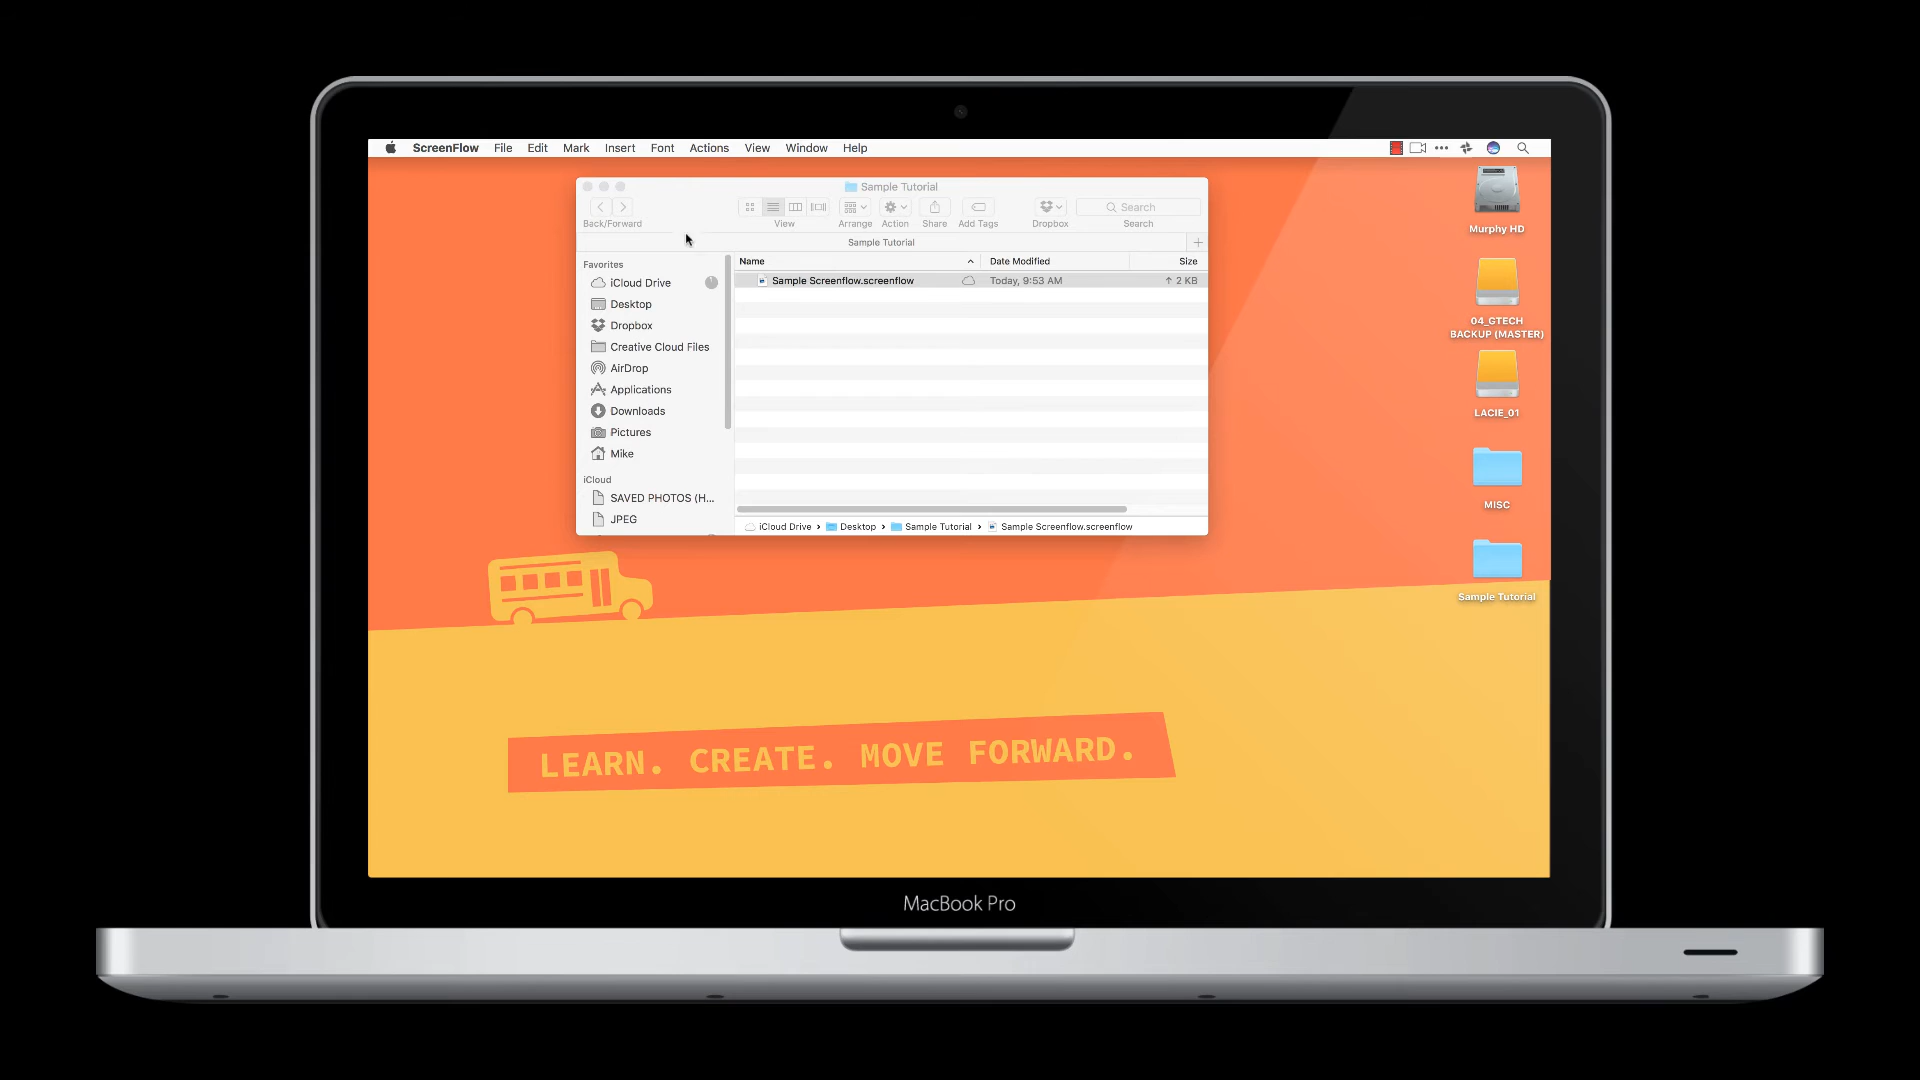 ScreenFlow File Edit Mark Insert Font Actions View Window Help
Sample Tutorial
Search
Back/Forward View Arrange Action Share Add Tags Dropbox Search
Sample Tutorial
Name Date Modified Size
Sample Screenflow.screenflow Today, 9:53 AM 2 KB
Favorites
iCloud Drive
Desktop
Dropbox
Creative Cloud Files
AirDrop
Applications
Downloads
Pictures
Mike
iCloud
SAVED PHOTOS (H...
JPEG
iCloud Drive › Desktop › Sample Tutorial › Sample Screenflow.screenflow
Murphy HD
04_GTECH
BACKUP (MASTER)
LACIE_01
MISC
Sample Tutorial
LEARN. CREATE. MOVE FORWARD.
MacBook Pro